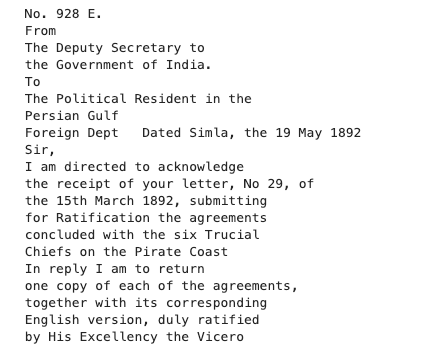 No. 928 E.
From
The Deputy Secretary to
the Government of India.
To
The Political Resident in the
Persian Gulf
Foreign Dept   Dated Simla, the 19 May 1892
Sir,
I am directed to acknowledge
the receipt of your letter, No 29, of
the 15th March 1892, submitting
for Ratification the agreements
concluded with the six Trucial
Chiefs on the Pirate Coast
In reply I am to return
one copy of each of the agreements,
together with its corresponding
English version, duly ratified
by His Excellency the Vicero